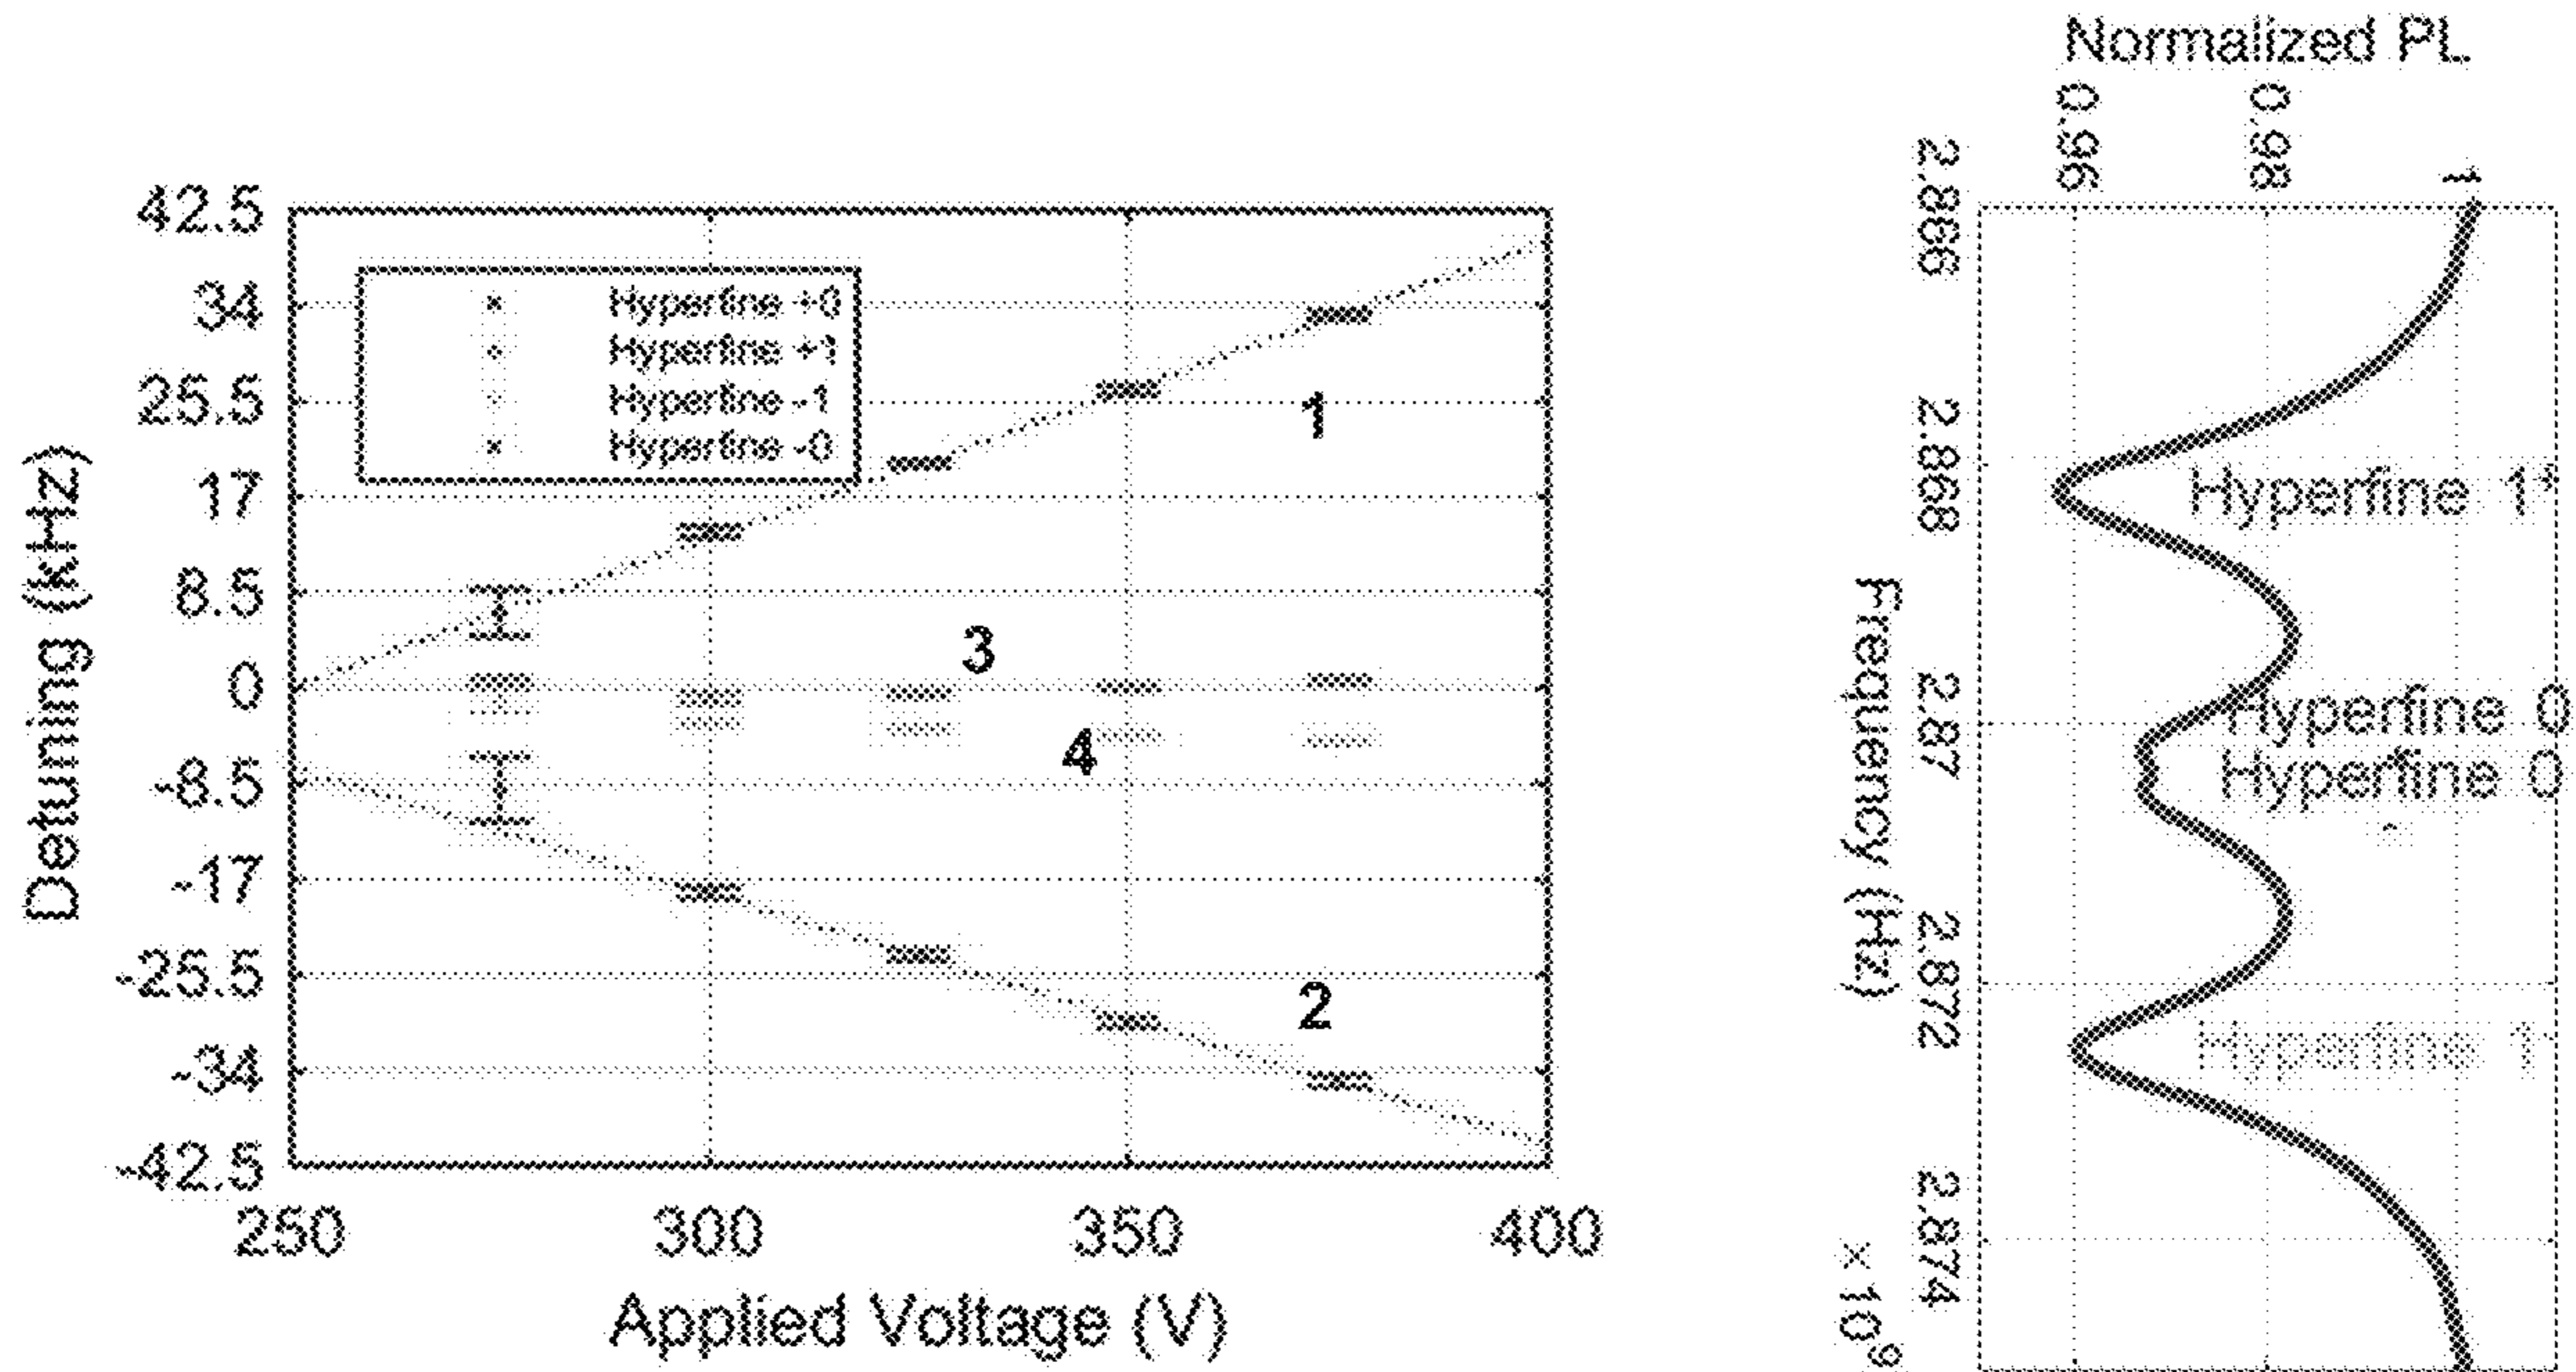 Detuning (kHz)
42.5
34
25.5
17
8.5
0
-8.5
-17
-25.5
-34
-42.5
Hyperfine +0
Hyperfine +1
Hyperfine -1
Hyperfine -0
1
3
4
2
250 300 350 400
Applied Voltage (V)
Normalized PL
0.96 0.98 1
Frequency (Hz)
2.866
2.868
2.87
2.872
2.874
× 10⁹
Hyperfine 1⁺
Hyperfine 0
Hyperfine 0
Hyperfine 1⁻